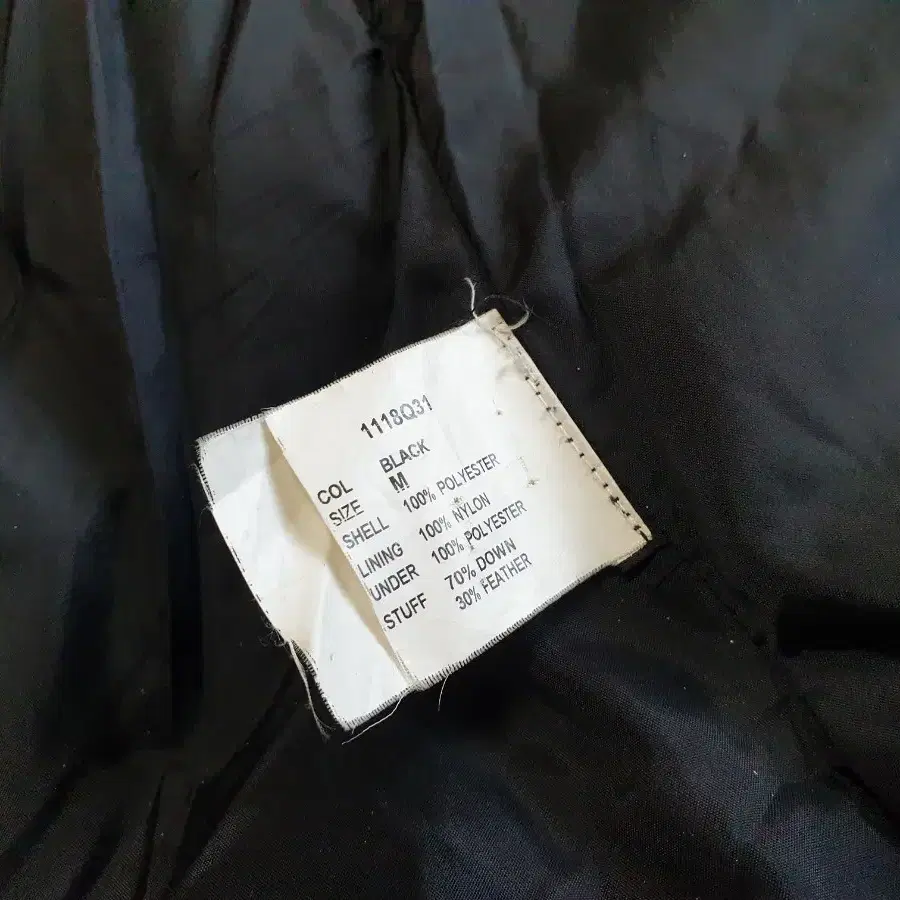 1118Q31
COL BLACK
SIZE M
SHELL 100% POLYESTER
LINING 100% NYLON
UNDER 100% POLYESTER
STUFF 70% DOWN
30% FEATHER